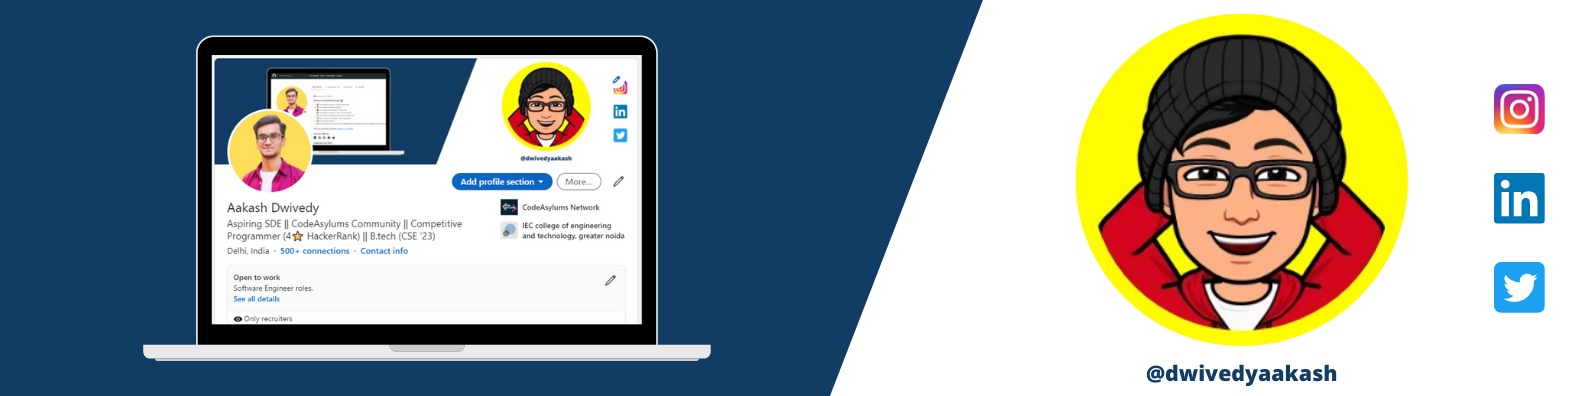 @dwivedyaakash
Add profile section
More...
Aakash Dwivedy
Aspiring SDE || CodeAsylums Community || Competitive
Programmer (4⭐ HackerRank) || B.tech (CSE '23)
Delhi, India · 500+ connections · Contact info
CodeAsylums Network
IEC college of engineering
and technology, greater noida
Open to work
Software Engineer roles.
See all details
Only recruiters
in
@dwivedyaakash